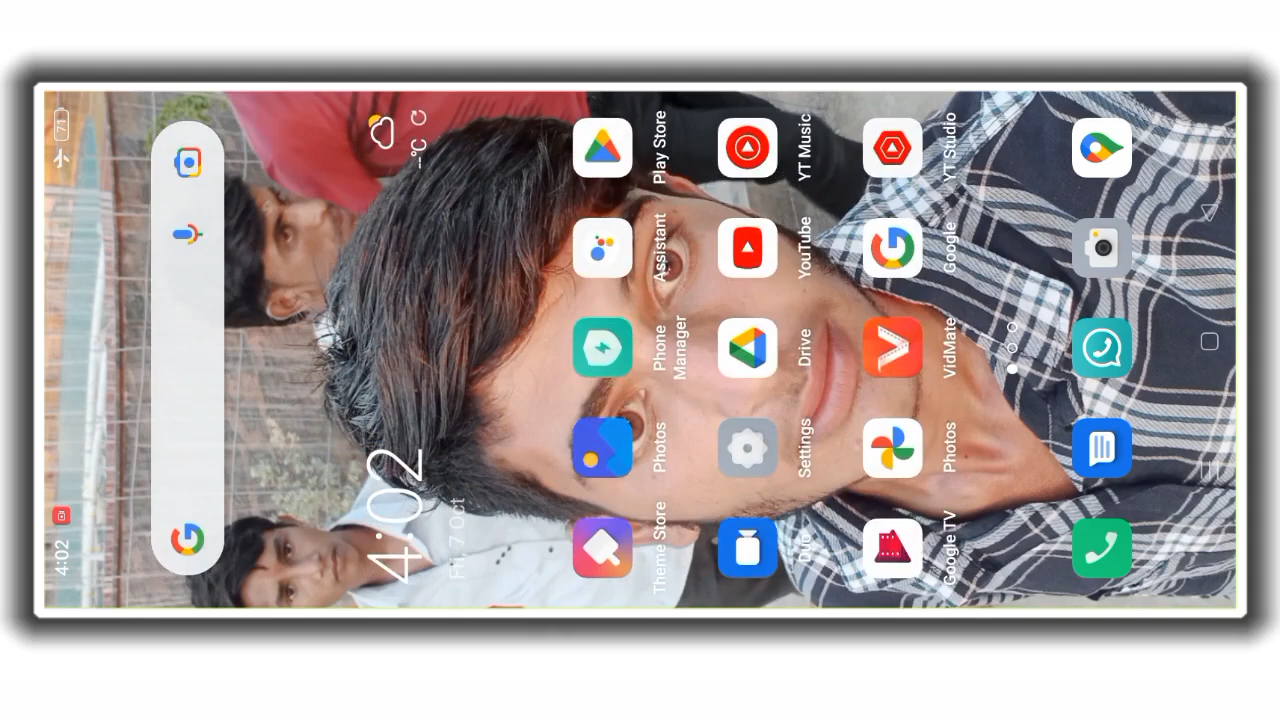 4:02
71
4:02
--°C
Fri, 7 Oct
Theme Store
Photos
Phone Manager
Assistant
Play Store
Duo
Settings
Drive
YouTube
YT Music
Google TV
Photos
VidMate
Google
YT Studio